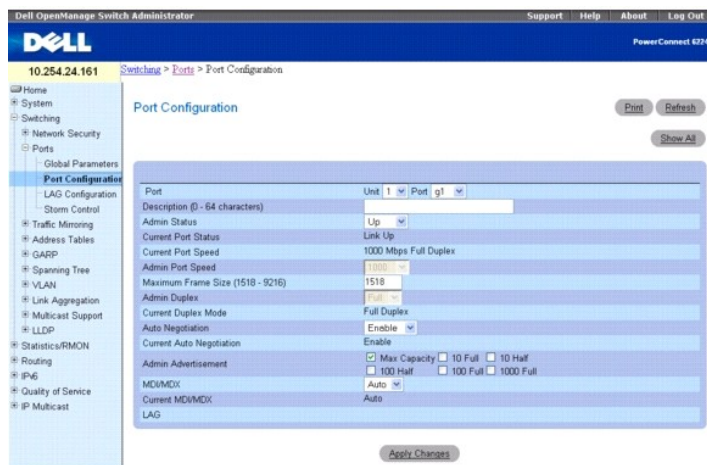 Dell OpenManage Switch Administrator Support Help About Log Out
DELL
PowerConnect 6224
10.254.24.161
Switching > Ports > Port Configuration
Home
System
Switching
Network Security
Ports
Global Parameters
Port Configuration
LAG Configuration
Storm Control
Traffic Mirroring
Address Tables
GARP
Spanning Tree
VLAN
Link Aggregation
Multicast Support
LLDP
Statistics/RMON
Routing
IPv6
Quality of Service
IP Multicast
Port Configuration
Print Refresh
Show All
Port Unit 1 Port g1
Description (0 - 64 characters)
Admin Status Up
Current Port Status Link Up
Current Port Speed 1000 Mbps Full Duplex
Admin Port Speed 1000
Maximum Frame Size (1518 - 9216) 1518
Admin Duplex Full
Current Duplex Mode Full Duplex
Auto Negotiation Enable
Current Auto Negotiation Enable
Admin Advertisement Max Capacity 10 Full 10 Half
100 Half 100 Full 1000 Full
MDI/MDX Auto
Current MDI/MDX Auto
LAG
Apply Changes